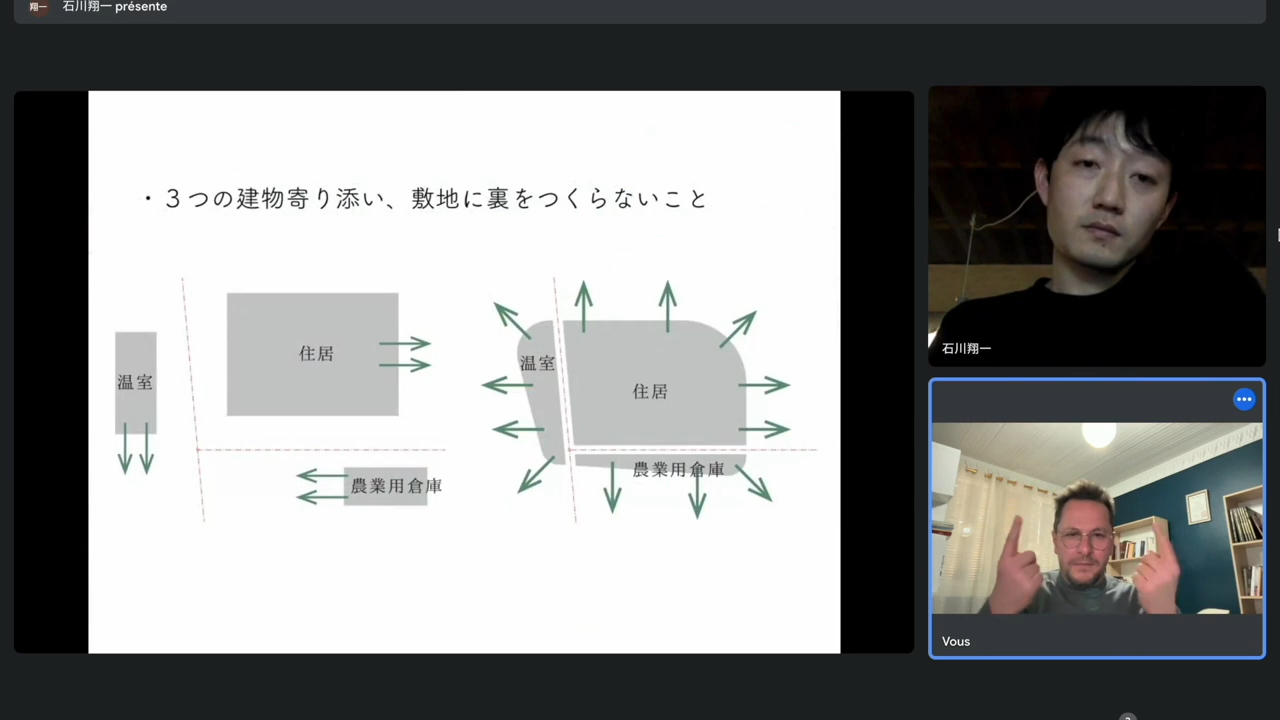 翔一 石川翔一 présente
・３つの建物寄り添い、敷地に裏をつくらないこと
温室
住居
農業用倉庫
温室
住居
農業用倉庫
石川翔一
Vous